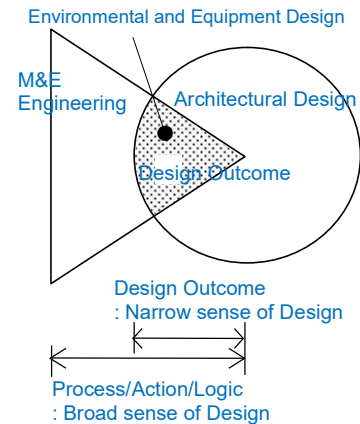 Environmental and Equipment Design
M&E
Engineering
Architectural Design
Design Outcome
Design Outcome
: Narrow sense of Design
Process/Action/Logic
: Broad sense of Design